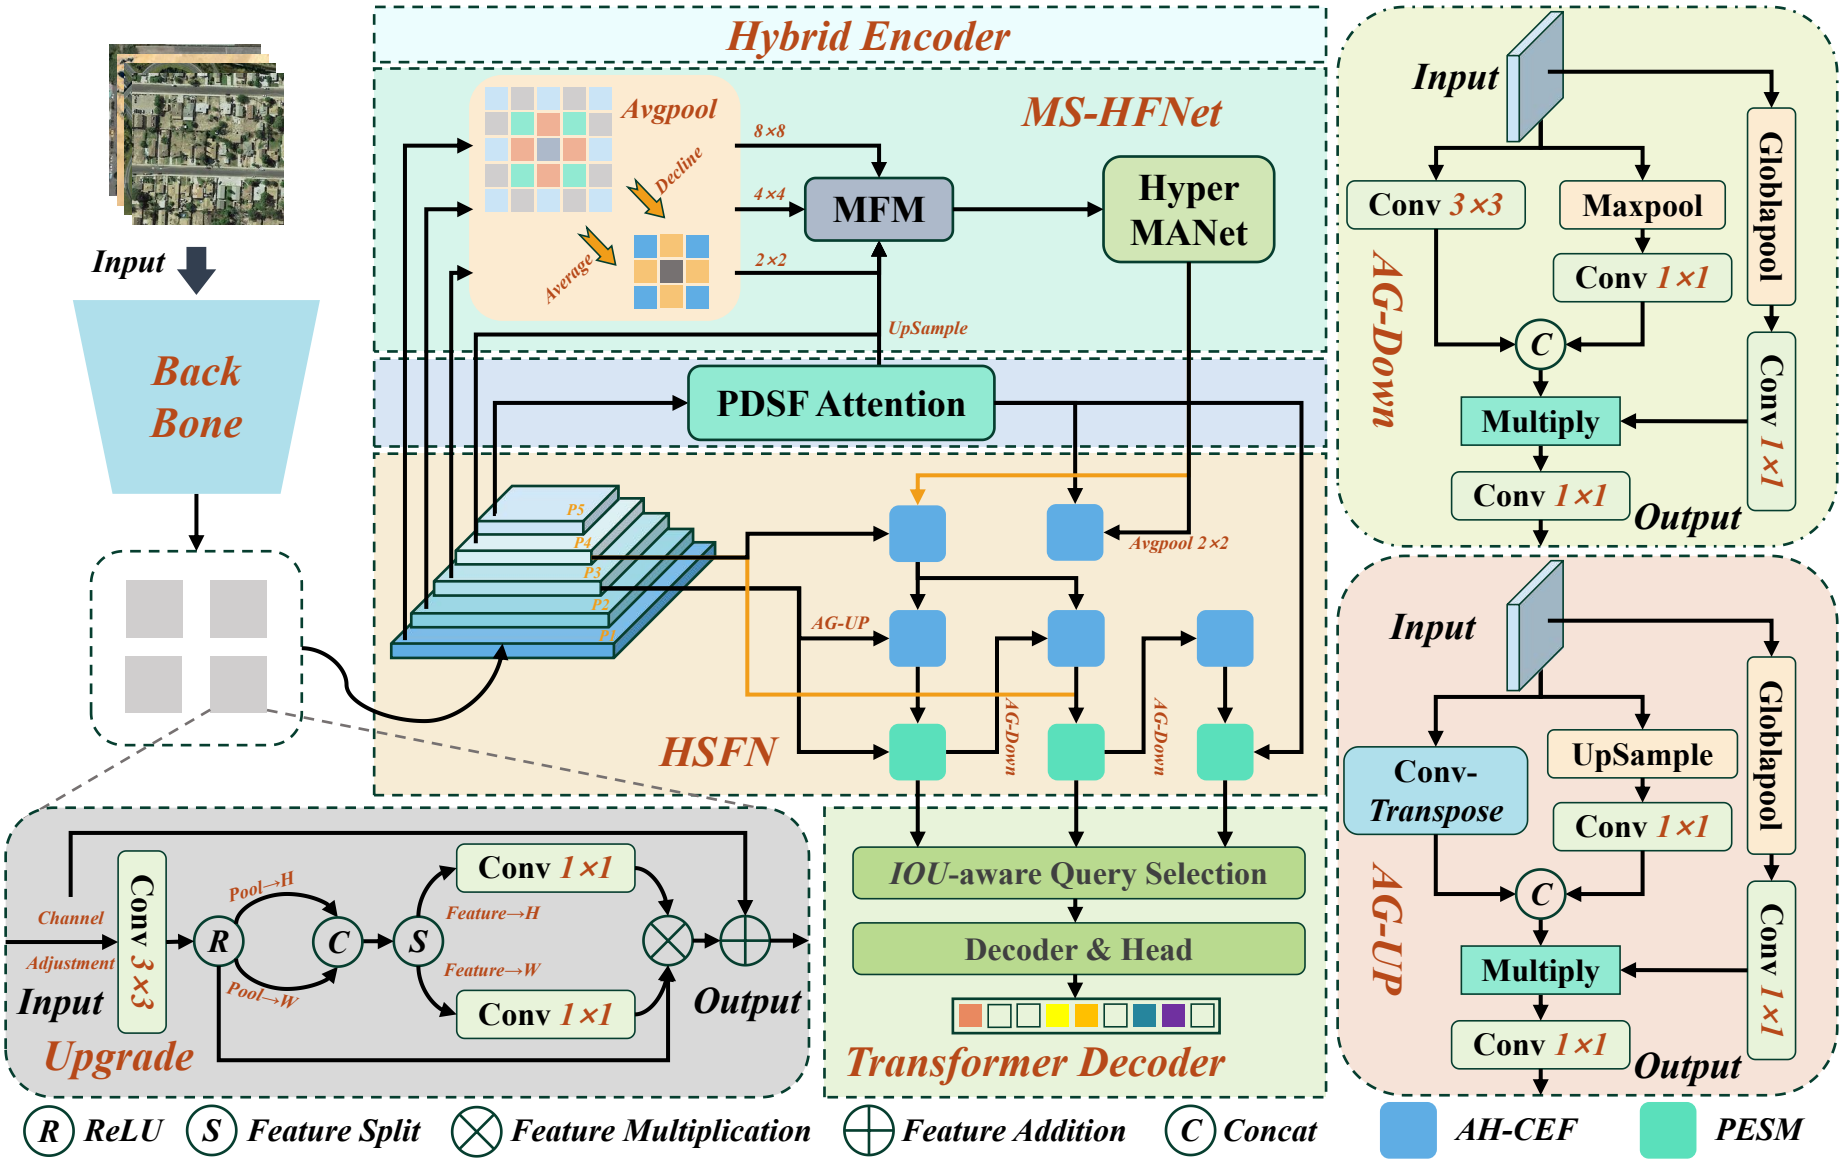 Hybrid Encoder
MS-HFNet
Avgpool
Decline
Average
8×8
4×4
2×2
MFM
Hyper
MANet
UpSample
PDSF Attention
Input
Back
Bone
P5
P4
P3
P2
P1
Avgpool 2×2
AG-UP
AG-Down
AG-Down
HSFN
Channel
Adjustment
Input
Conv 3×3
R
Pool→H
Pool→W
C
S
Feature→H
Feature→W
Conv 1×1
Conv 1×1
Output
Upgrade
IOU-aware Query Selection
Decoder & Head
Transformer Decoder
Input
Conv 3×3
Maxpool
Conv 1×1
Globlapool
Conv 1×1
C
Multiply
Conv 1×1
Output
AG-Down
Input
Conv-
Transpose
UpSample
Conv 1×1
Globlapool
Conv 1×1
C
Multiply
Conv 1×1
Output
AG-UP
R ReLU
S Feature Split
Feature Multiplication
Feature Addition
C Concat
AH-CEF
PESM